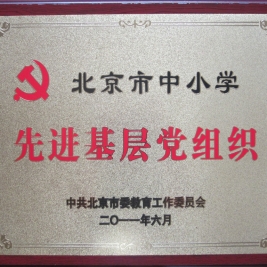 北京市中小学
先进基层党组织
中共北京市委教育工作委员会
二〇一一年六月